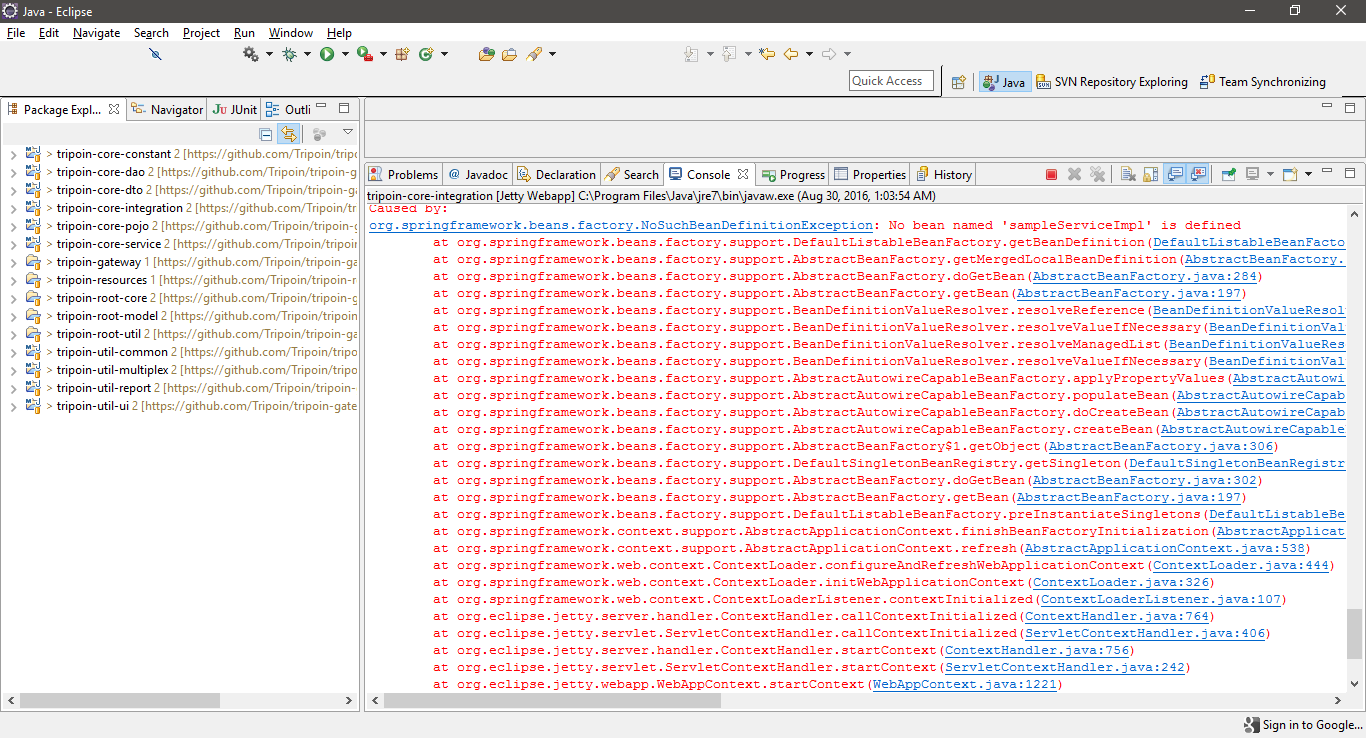 Java - Eclipse
File Edit Navigate Search Project Run Window Help
Quick Access
Java SVN Repository Exploring Team Synchronizing
Package Expl... Navigator JUnit Outli
> tripoin-core-constant 2 [https://github.com/Tripoin/tripo
> tripoin-core-dao 2 [https://github.com/Tripoin/tripoin-g
> tripoin-core-dto 2 [https://github.com/Tripoin/tripoin-ga
> tripoin-core-integration 2 [https://github.com/Tripoin/tri
> tripoin-core-pojo 2 [https://github.com/Tripoin/tripoin-g
> tripoin-core-service 2 [https://github.com/Tripoin/tripoi
> tripoin-gateway 1 [https://github.com/Tripoin/tripoin-ga
> tripoin-resources 1 [https://github.com/Tripoin/tripoin-r
> tripoin-root-core 2 [https://github.com/Tripoin/tripoin-g
> tripoin-root-model 2 [https://github.com/Tripoin/tripoin
> tripoin-root-util 2 [https://github.com/Tripoin/tripoin-ga
> tripoin-util-common 2 [https://github.com/Tripoin/tripo
> tripoin-util-multiplex 2 [https://github.com/Tripoin/tripo
> tripoin-util-report 2 [https://github.com/Tripoin/tripoin-
> tripoin-util-ui 2 [https://github.com/Tripoin/tripoin-gate
Problems @ Javadoc Declaration Search Console Progress Properties History
tripoin-core-integration [Jetty Webapp] C:\Program Files\Java\jre7\bin\javaw.exe (Aug 30, 2016, 1:03:54 AM)
Caused by:
org.springframework.beans.factory.NoSuchBeanDefinitionException: No bean named 'sampleServiceImpl' is defined
at org.springframework.beans.factory.support.DefaultListableBeanFactory.getBeanDefinition(DefaultListableBeanFacto
at org.springframework.beans.factory.support.AbstractBeanFactory.getMergedLocalBeanDefinition(AbstractBeanFactory.
at org.springframework.beans.factory.support.AbstractBeanFactory.doGetBean(AbstractBeanFactory.java:284)
at org.springframework.beans.factory.support.AbstractBeanFactory.getBean(AbstractBeanFactory.java:197)
at org.springframework.beans.factory.support.BeanDefinitionValueResolver.resolveReference(BeanDefinitionValueResol
at org.springframework.beans.factory.support.BeanDefinitionValueResolver.resolveValueIfNecessary(BeanDefinitionVal
at org.springframework.beans.factory.support.BeanDefinitionValueResolver.resolveManagedList(BeanDefinitionValueRes
at org.springframework.beans.factory.support.BeanDefinitionValueResolver.resolveValueIfNecessary(BeanDefinitionVal
at org.springframework.beans.factory.support.AbstractAutowireCapableBeanFactory.applyPropertyValues(AbstractAutowi
at org.springframework.beans.factory.support.AbstractAutowireCapableBeanFactory.populateBean(AbstractAutowireCapab
at org.springframework.beans.factory.support.AbstractAutowireCapableBeanFactory.doCreateBean(AbstractAutowireCapab
at org.springframework.beans.factory.support.AbstractAutowireCapableBeanFactory.createBean(AbstractAutowireCapable
at org.springframework.beans.factory.support.AbstractBeanFactory$1.getObject(AbstractBeanFactory.java:306)
at org.springframework.beans.factory.support.DefaultSingletonBeanRegistry.getSingleton(DefaultSingletonBeanRegistr
at org.springframework.beans.factory.support.AbstractBeanFactory.doGetBean(AbstractBeanFactory.java:302)
at org.springframework.beans.factory.support.AbstractBeanFactory.getBean(AbstractBeanFactory.java:197)
at org.springframework.beans.factory.support.DefaultListableBeanFactory.preInstantiateSingletons(DefaultListableBe
at org.springframework.context.support.AbstractApplicationContext.finishBeanFactoryInitialization(AbstractApplicat
at org.springframework.context.support.AbstractApplicationContext.refresh(AbstractApplicationContext.java:538)
at org.springframework.web.context.ContextLoader.configureAndRefreshWebApplicationContext(ContextLoader.java:444)
at org.springframework.web.context.ContextLoader.initWebApplicationContext(ContextLoader.java:326)
at org.springframework.web.context.ContextLoaderListener.contextInitialized(ContextLoaderListener.java:107)
at org.eclipse.jetty.server.handler.ContextHandler.callContextInitialized(ContextHandler.java:764)
at org.eclipse.jetty.servlet.ServletContextHandler.callContextInitialized(ServletContextHandler.java:406)
at org.eclipse.jetty.server.handler.ContextHandler.startContext(ContextHandler.java:756)
at org.eclipse.jetty.servlet.ServletContextHandler.startContext(ServletContextHandler.java:242)
at org.eclipse.jetty.webapp.WebAppContext.startContext(WebAppContext.java:1221)
Sign in to Google...